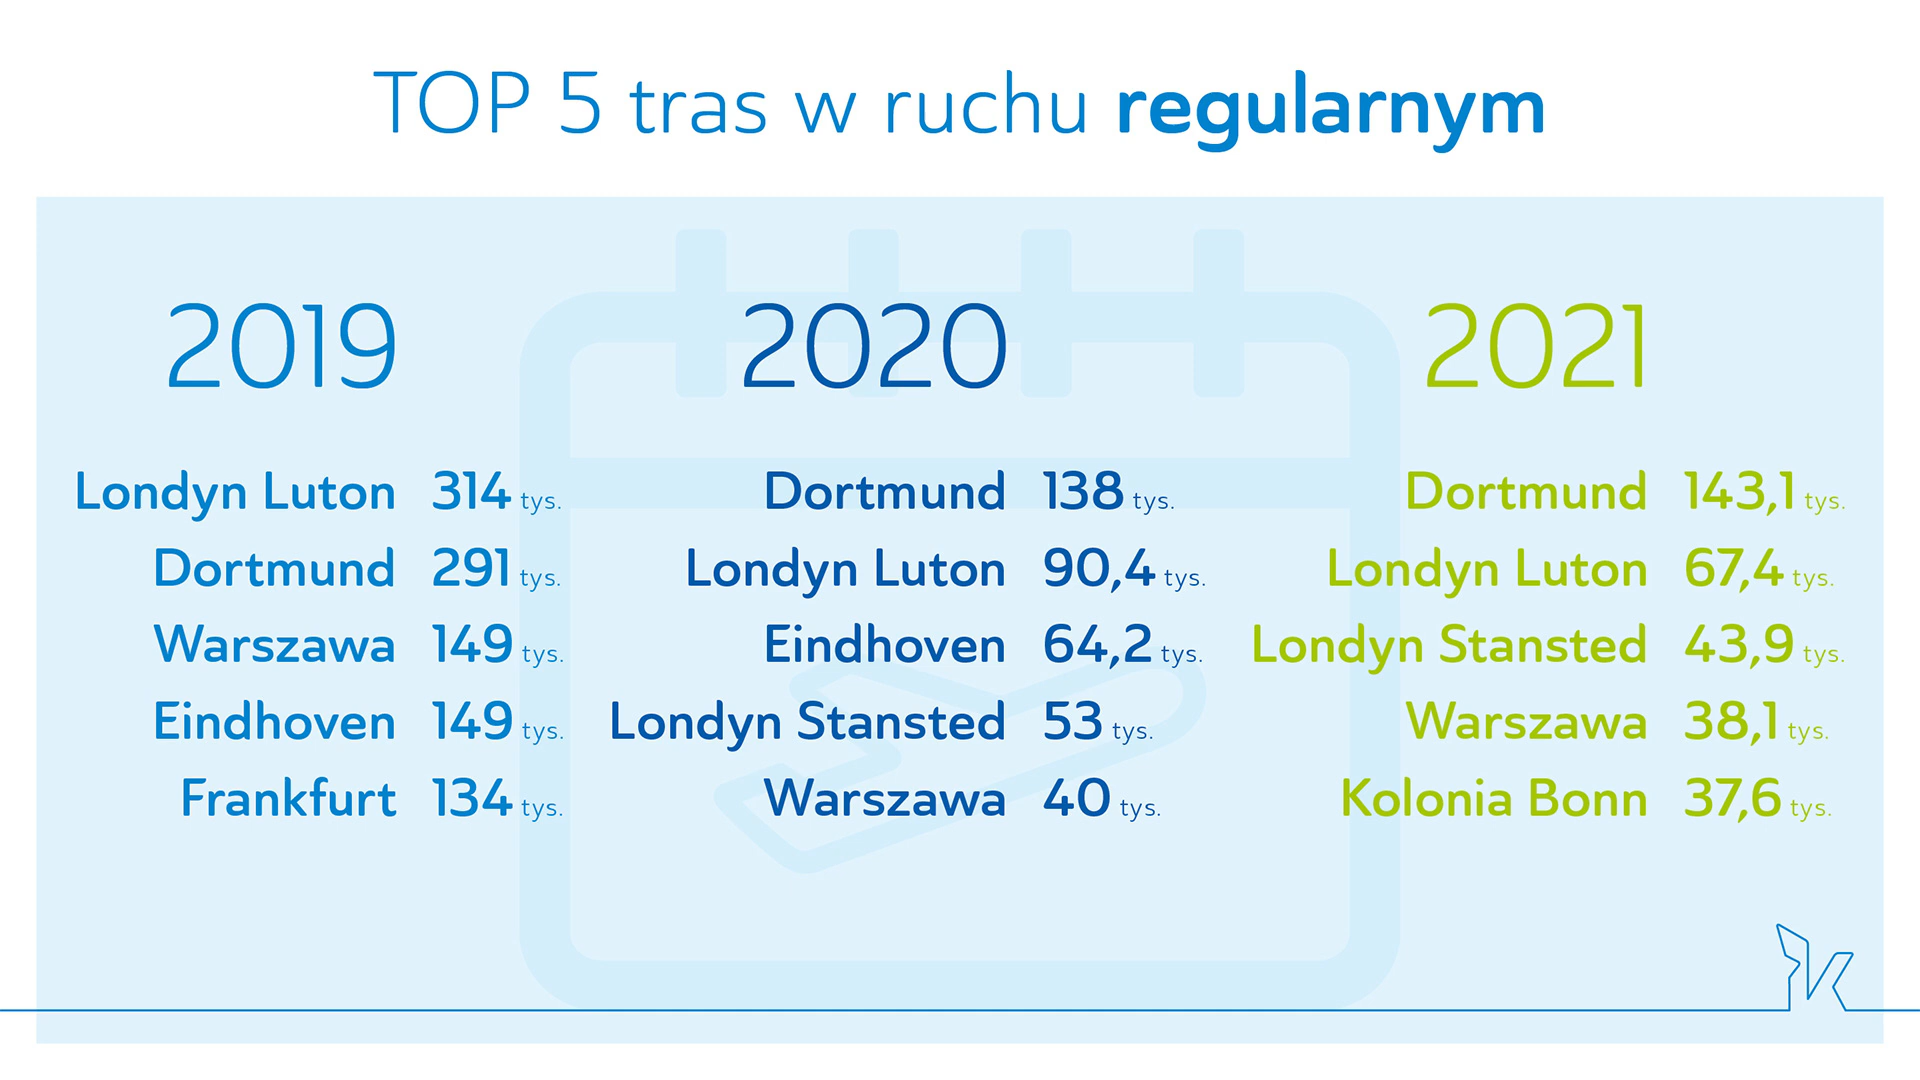 TOP 5 tras w ruchu regularnym
2019
Londyn Luton 314 tys.
Dortmund 291 tys.
Warszawa 149 tys.
Eindhoven 149 tys.
Frankfurt 134 tys.
2020
Dortmund 138 tys.
Londyn Luton 90,4 tys.
Eindhoven 64,2 tys.
Londyn Stansted 53 tys.
Warszawa 40 tys.
2021
Dortmund 143,1 tys.
Londyn Luton 67,4 tys.
Londyn Stansted 43,9 tys.
Warszawa 38,1 tys.
Kolonia Bonn 37,6 tys.